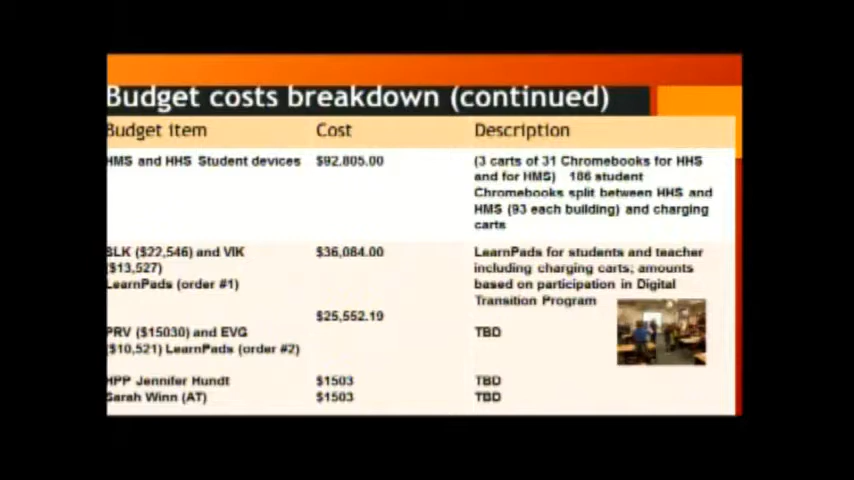 Budget costs breakdown (continued)
Budget item Cost Description
HMS and HHS Student devices $92,805.00 (3 carts of 31 Chromebooks for HHS
and for HMS) 186 student
Chromebooks split between HHS and
HMS (93 each building) and charging
carts
BLK ($22,546) and VIK $36,084.00 LearnPads for students and teacher
($13,527) including charging carts; amounts
LearnPads (order #1) based on participation in Digital
Transition Program
$25,552.19
PRV ($15030) and EVG TBD
($10,521) LearnPads (order #2)
HPP Jennifer Hundt $1503 TBD
Sarah Winn (AT) $1503 TBD